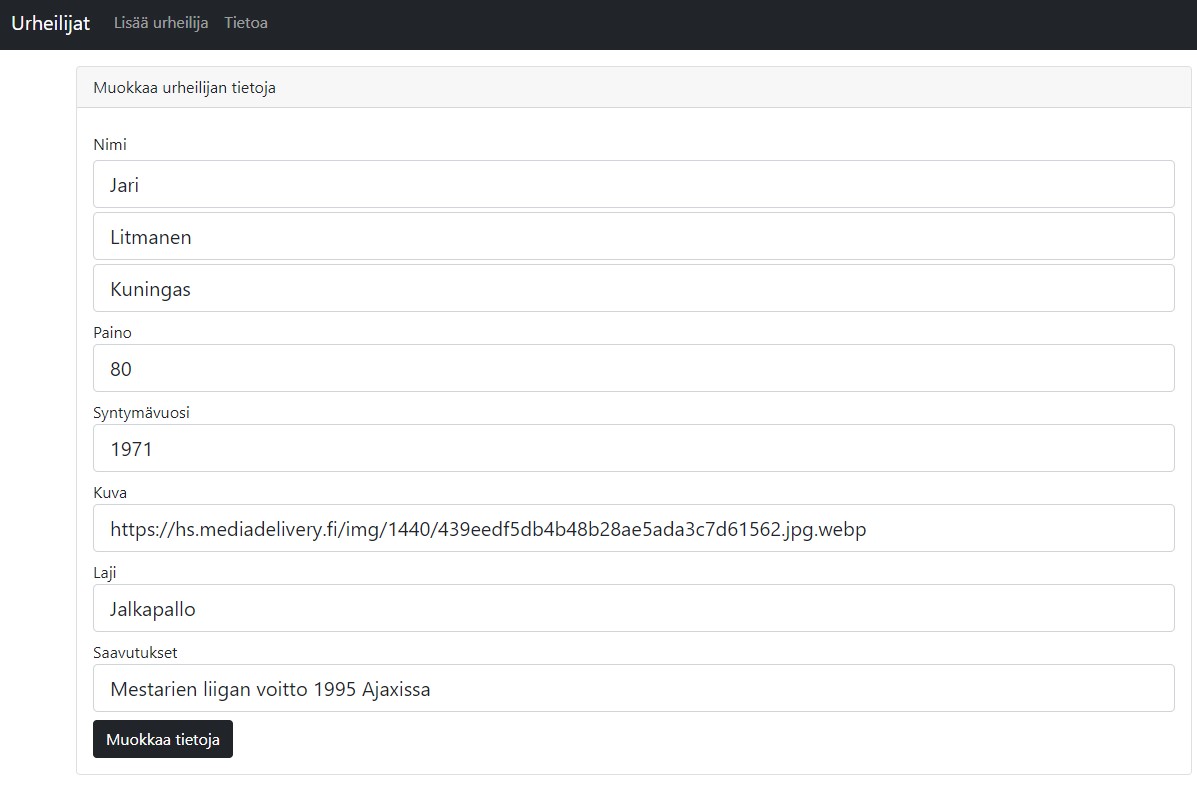 Urheilijat Lisää urheilija Tietoa
Muokkaa urheilijan tietoja
Nimi
Jari
Litmanen
Kuningas
Paino
80
Syntymävuosi
1971
Kuva
https://hs.mediadelivery.fi/img/1440/439eedf5db4b48b28ae5ada3c7d61562.jpg.webp
Laji
Jalkapallo
Saavutukset
Mestarien liigan voitto 1995 Ajaxissa
Muokkaa tietoja